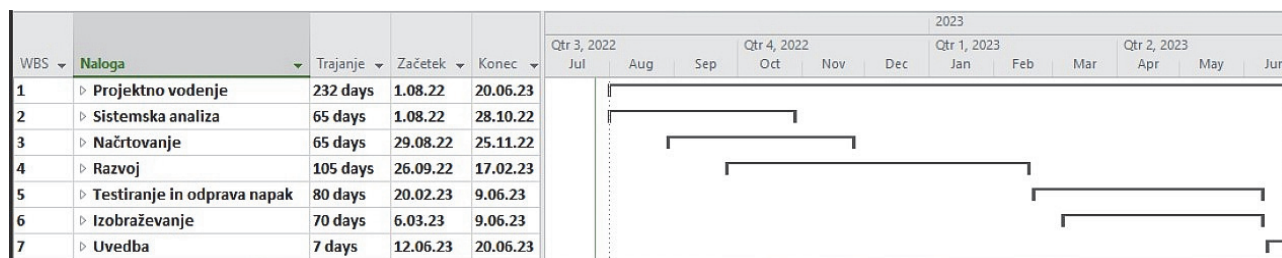 2023
Qtr 3, 2022 Qtr 4, 2022 Qtr 1, 2023 Qtr 2, 2023
WBS Naloga Trajanje Začetek Konec Jul Aug Sep Oct Nov Dec Jan Feb Mar Apr May Jun
1 Projektno vodenje 232 days 1.08.22 20.06.23
2 Sistemska analiza 65 days 1.08.22 28.10.22
3 Načrtovanje 65 days 29.08.22 25.11.22
4 Razvoj 105 days 26.09.22 17.02.23
5 Testiranje in odprava napak 80 days 20.02.23 9.06.23
6 Izobraževanje 70 days 6.03.23 9.06.23
7 Uvedba 7 days 12.06.23 20.06.23